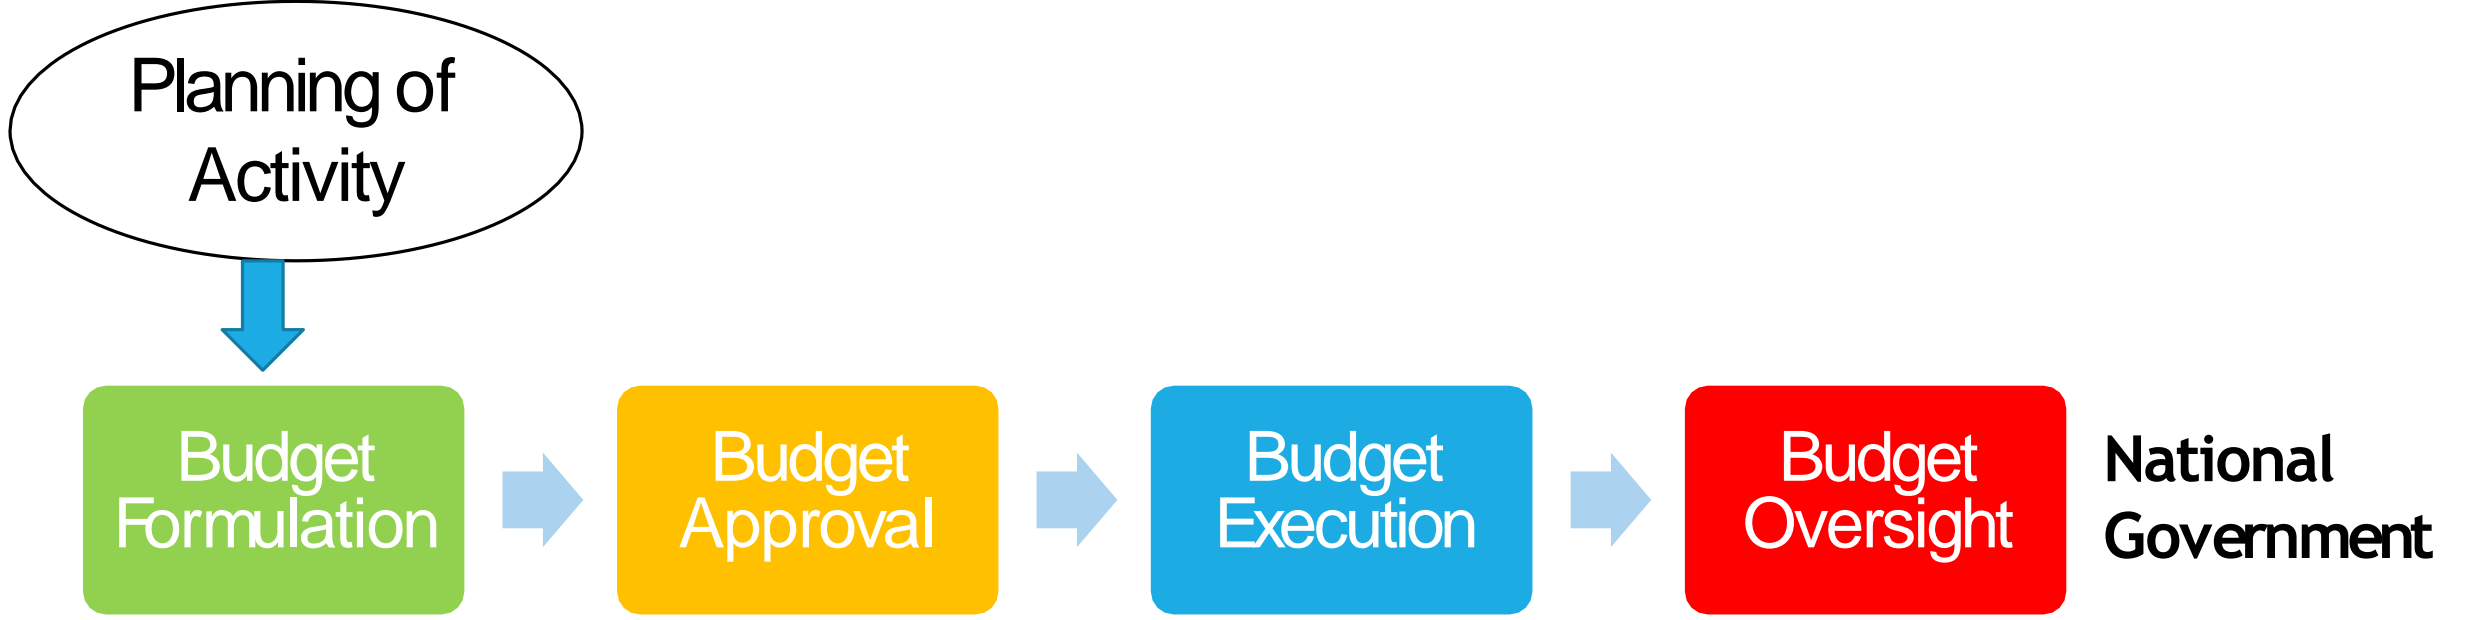 Planning of
Activity
Budget
Formulation
Budget
Approval
Budget
Execution
Budget
Oversight
National
Government